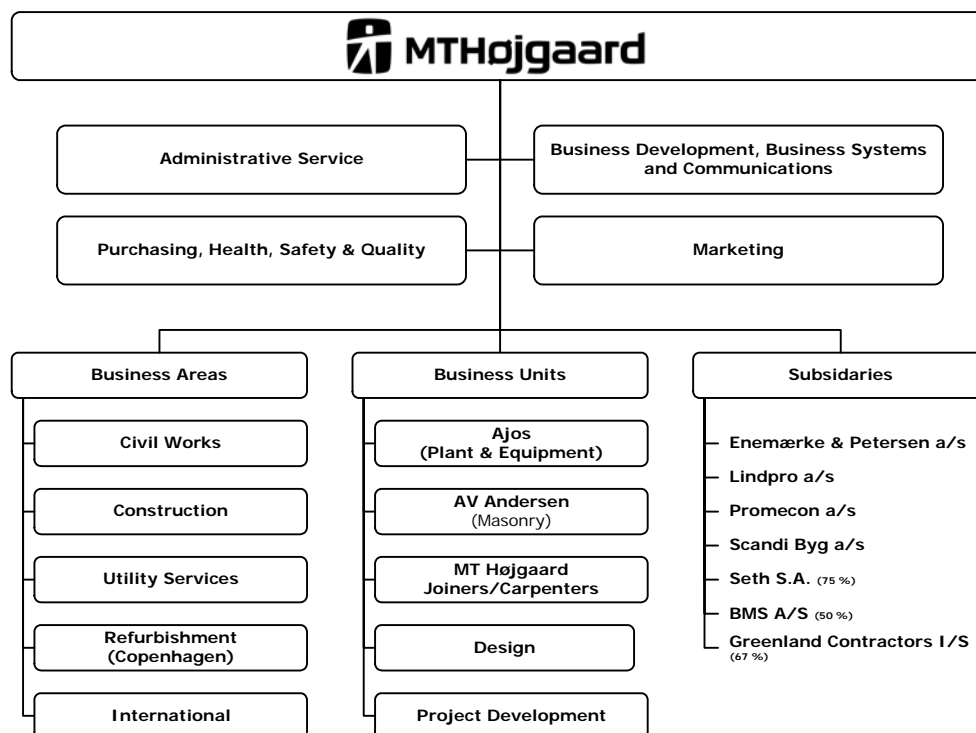 MTHøjgaard
Administrative Service
Business Development, Business Systems
and Communications
Purchasing, Health, Safety & Quality
Marketing
Business Areas
Civil Works
Construction
Utility Services
Refurbishment
(Copenhagen)
International
Business Units
Ajos
(Plant & Equipment)
AV Andersen
(Masonry)
MT Højgaard
Joiners/Carpenters
Design
Project Development
Subsidaries
Enemærke & Petersen a/s
Lindpro a/s
Promecon a/s
Scandi Byg a/s
Seth S.A. (75 %)
BMS A/S (50 %)
Greenland Contractors I/S
(67 %)